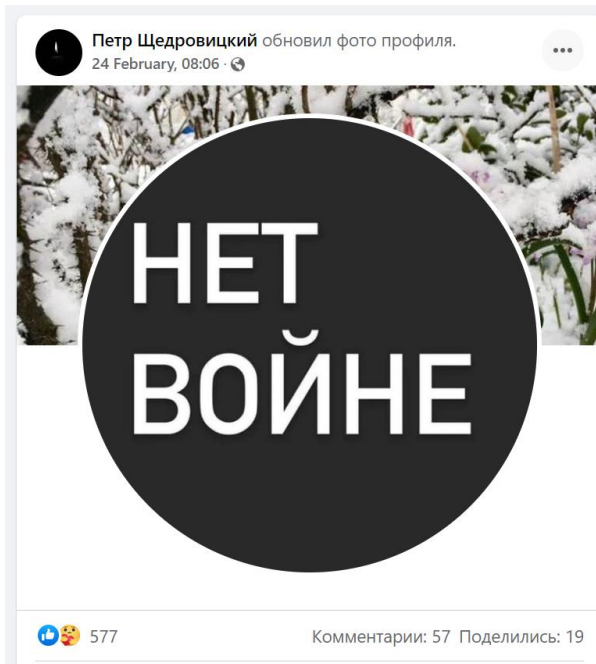 Петр Щедровицкий обновил фото профиля.
24 February, 08:06 ·
НЕТ
ВОЙНЕ
577
Комментарии: 57 Поделились: 19